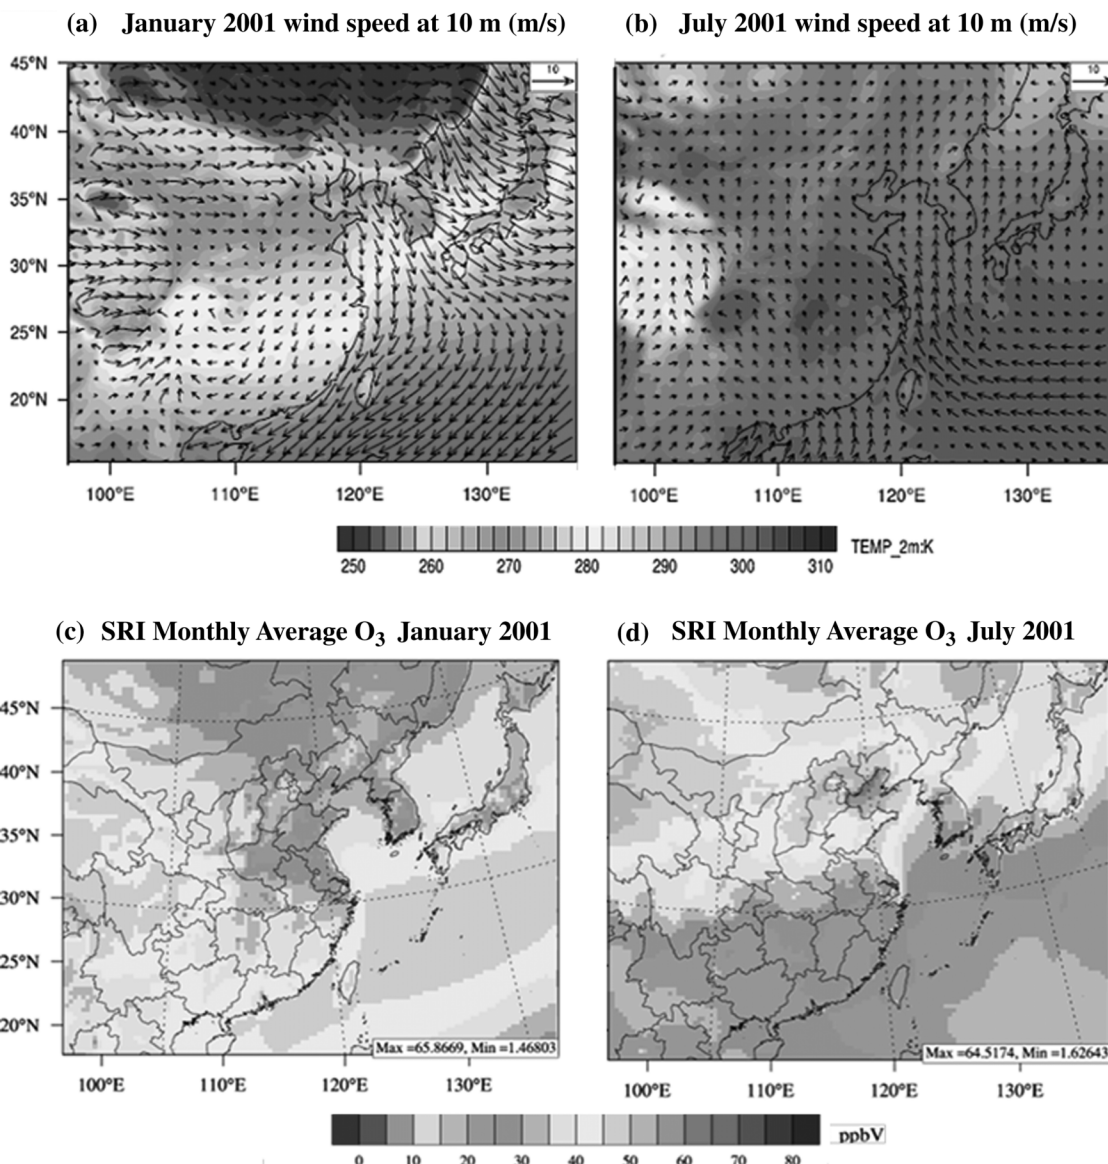 (a) January 2001 wind speed at 10 m (m/s)
(b) July 2001 wind speed at 10 m (m/s)
10
10
45°N
40°N
35°N
30°N
25°N
20°N
100°E 110°E 120°E 130°E
100°E 110°E 120°E 130°E
250 260 270 280 290 300 310
TEMP_2m:K
(c) SRI Monthly Average O3 January 2001
(d) SRI Monthly Average O3 July 2001
45°N
40°N
35°N
30°N
25°N
20°N
Max =65.8669, Min =1.46803
Max =64.5174, Min =1.62643
100°E 110°E 120°E 130°E
100°E 110°E 120°E 130°E
0 10 20 30 40 50 60 70 80
ppbV